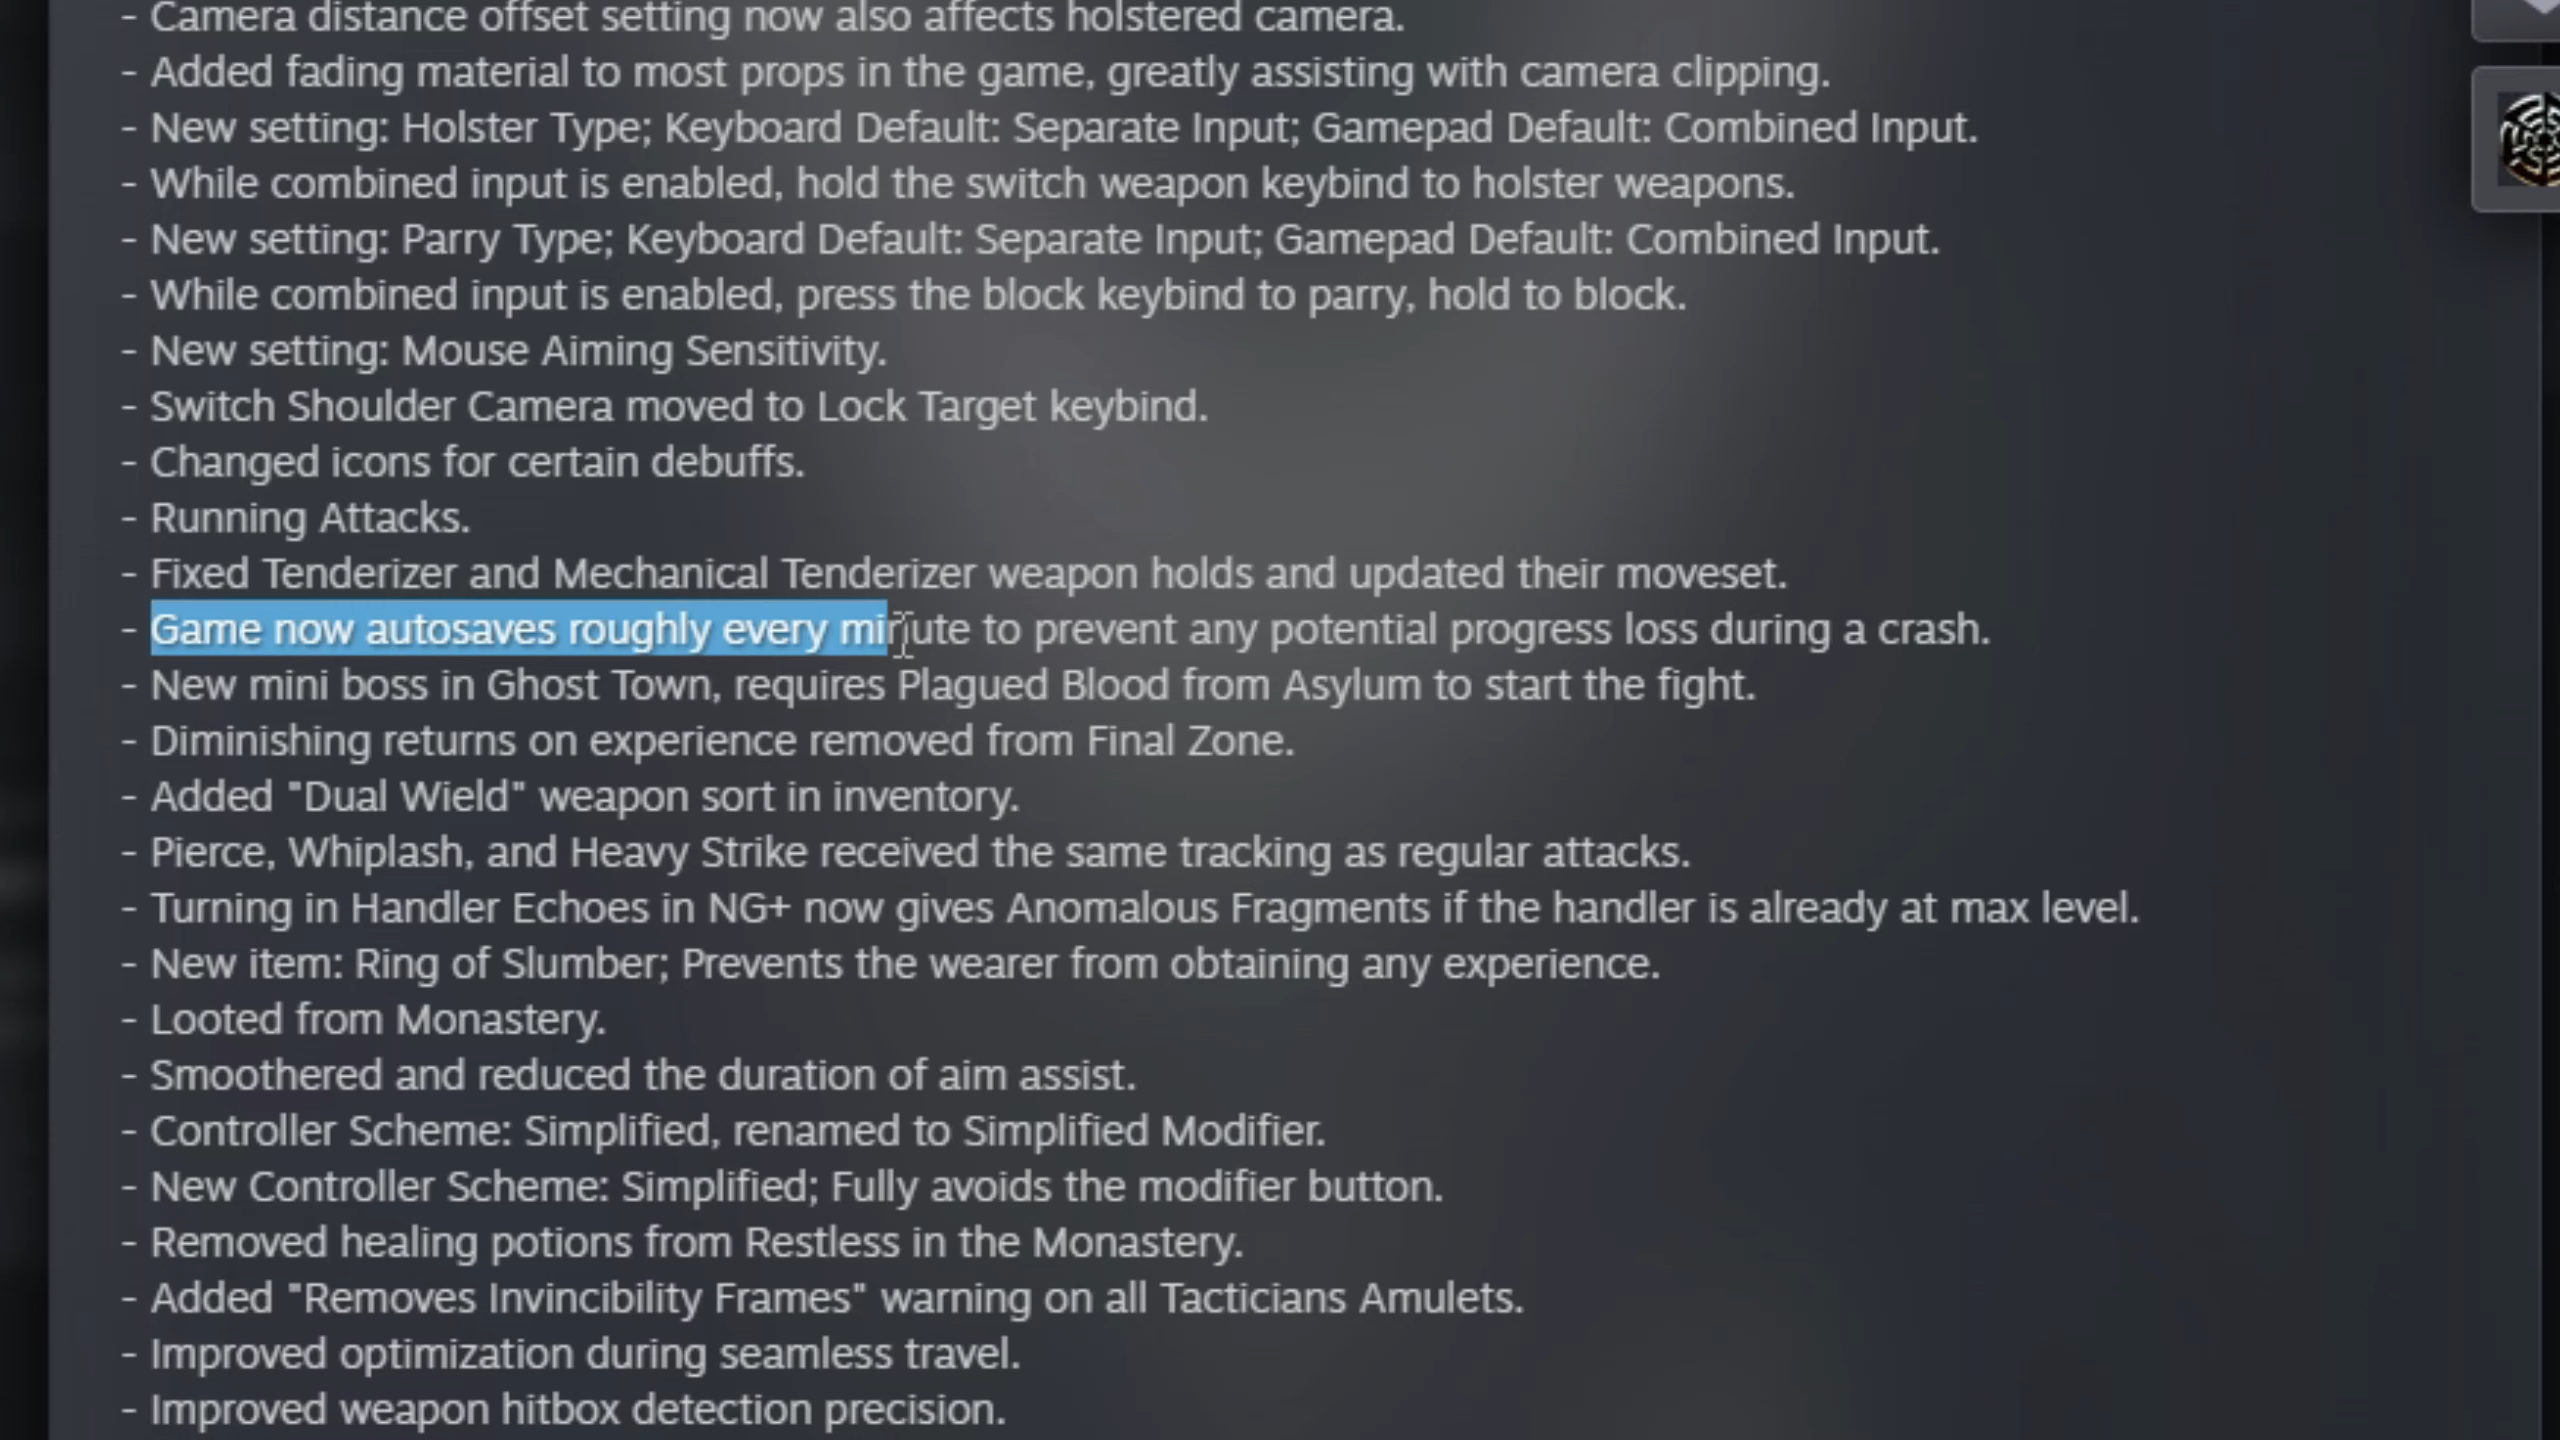 - Camera distance offset setting now also affects holstered camera.
- Added fading material to most props in the game, greatly assisting with camera clipping.
- New setting: Holster Type; Keyboard Default: Separate Input; Gamepad Default: Combined Input.
- While combined input is enabled, hold the switch weapon keybind to holster weapons.
- New setting: Parry Type; Keyboard Default: Separate Input; Gamepad Default: Combined Input.
- While combined input is enabled, press the block keybind to parry, hold to block.
- New setting: Mouse Aiming Sensitivity.
- Switch Shoulder Camera moved to Lock Target keybind.
- Changed icons for certain debuffs.
- Running Attacks.
- Fixed Tenderizer and Mechanical Tenderizer weapon holds and updated their moveset.
- Game now autosaves roughly every minute to prevent any potential progress loss during a crash.
- New mini boss in Ghost Town, requires Plagued Blood from Asylum to start the fight.
- Diminishing returns on experience removed from Final Zone.
- Added "Dual Wield" weapon sort in inventory.
- Pierce, Whiplash, and Heavy Strike received the same tracking as regular attacks.
- Turning in Handler Echoes in NG+ now gives Anomalous Fragments if the handler is already at max level.
- New item: Ring of Slumber; Prevents the wearer from obtaining any experience.
- Looted from Monastery.
- Smoothered and reduced the duration of aim assist.
- Controller Scheme: Simplified, renamed to Simplified Modifier.
- New Controller Scheme: Simplified; Fully avoids the modifier button.
- Removed healing potions from Restless in the Monastery.
- Added "Removes Invincibility Frames" warning on all Tacticians Amulets.
- Improved optimization during seamless travel.
- Improved weapon hitbox detection precision.